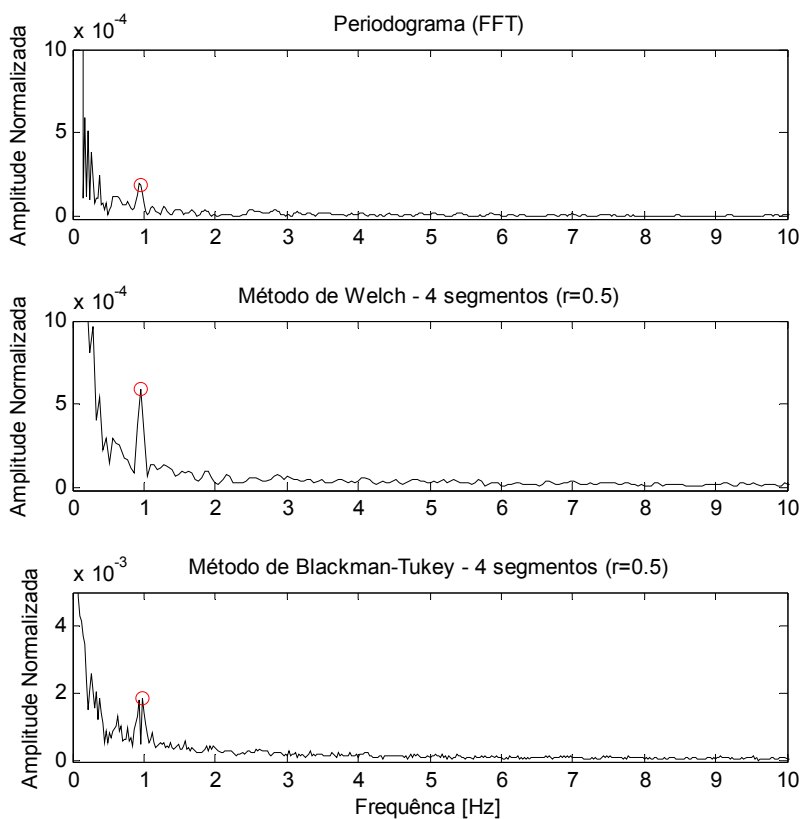 Periodograma (FFT)
x 10^-4
Amplitude Normalizada
10
5
0
0 1 2 3 4 5 6 7 8 9 10
Método de Welch - 4 segmentos (r=0.5)
x 10^-4
Amplitude Normalizada
10
5
0
0 1 2 3 4 5 6 7 8 9 10
Método de Blackman-Tukey - 4 segmentos (r=0.5)
x 10^-3
Amplitude Normalizada
4
2
0
0 1 2 3 4 5 6 7 8 9 10
Frequênca [Hz]